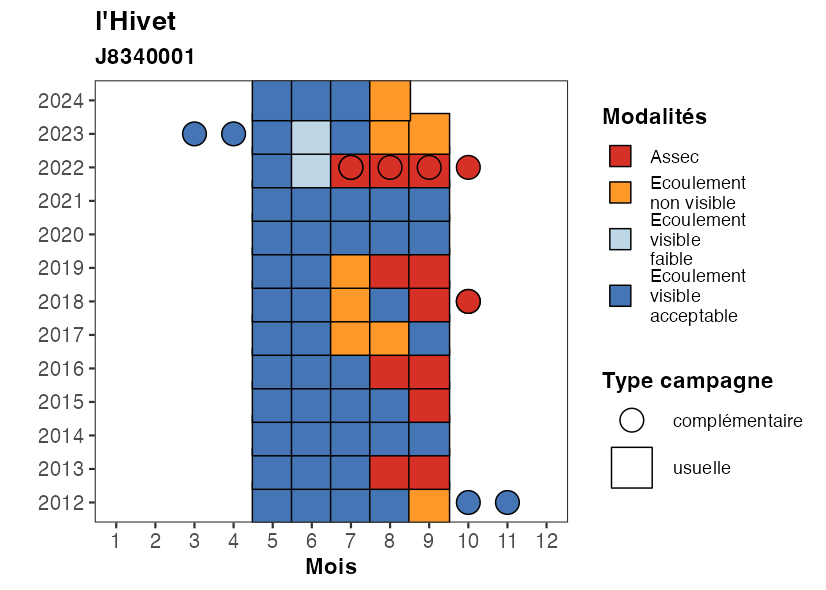 l'Hivet
J8340001
2024
2023
2022
2021
2020
2019
2018
2017
2016
2015
2014
2013
2012
1 2 3 4 5 6 7 8 9 10 11 12
Mois
Modalités
Assec
Ecoulement
non visible
Ecoulement
visible
faible
Ecoulement
visible
acceptable
Type campagne
complémentaire
usuelle